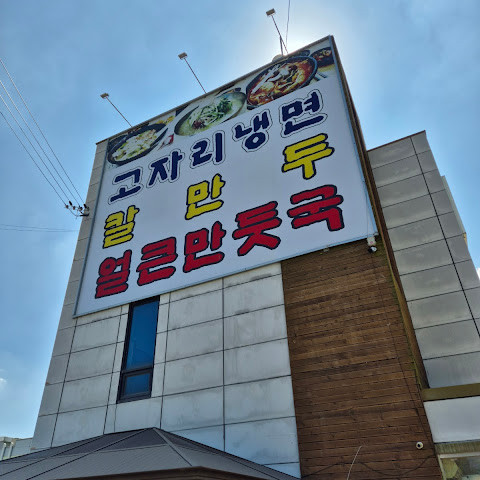 고자리냉면
칼 만 두
얼큰만둣국